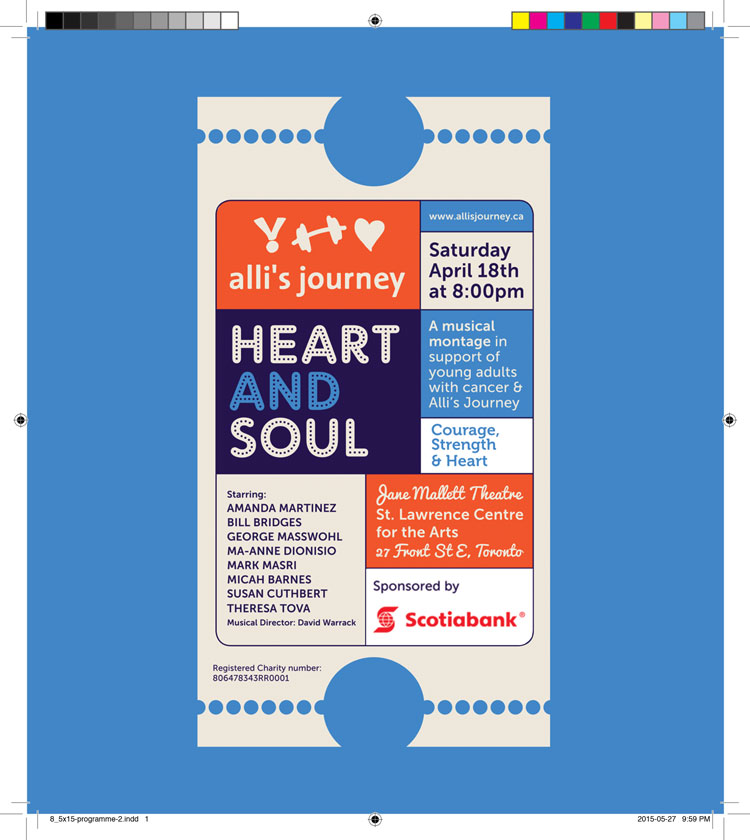 alli's journey
www.allisjourney.ca
Saturday
April 18th
at 8:00pm
HEART
AND
SOUL
A musical
montage in
support of
young adults
with cancer &
Alli's Journey
Courage,
Strength
& Heart
Starring:
AMANDA MARTINEZ
BILL BRIDGES
GEORGE MASSWOHL
MA-ANNE DIONISIO
MARK MASRI
MICAH BARNES
SUSAN CUTHBERT
THERESA TOVA
Musical Director: David Warrack
Jane Mallett Theatre
St. Lawrence Centre
for the Arts
27 Front St E, Toronto
Sponsored by
Scotiabank®
Registered Charity number:
806478343RR0001
8_5x15-programme-2.indd 1
2015-05-27 9:59 PM